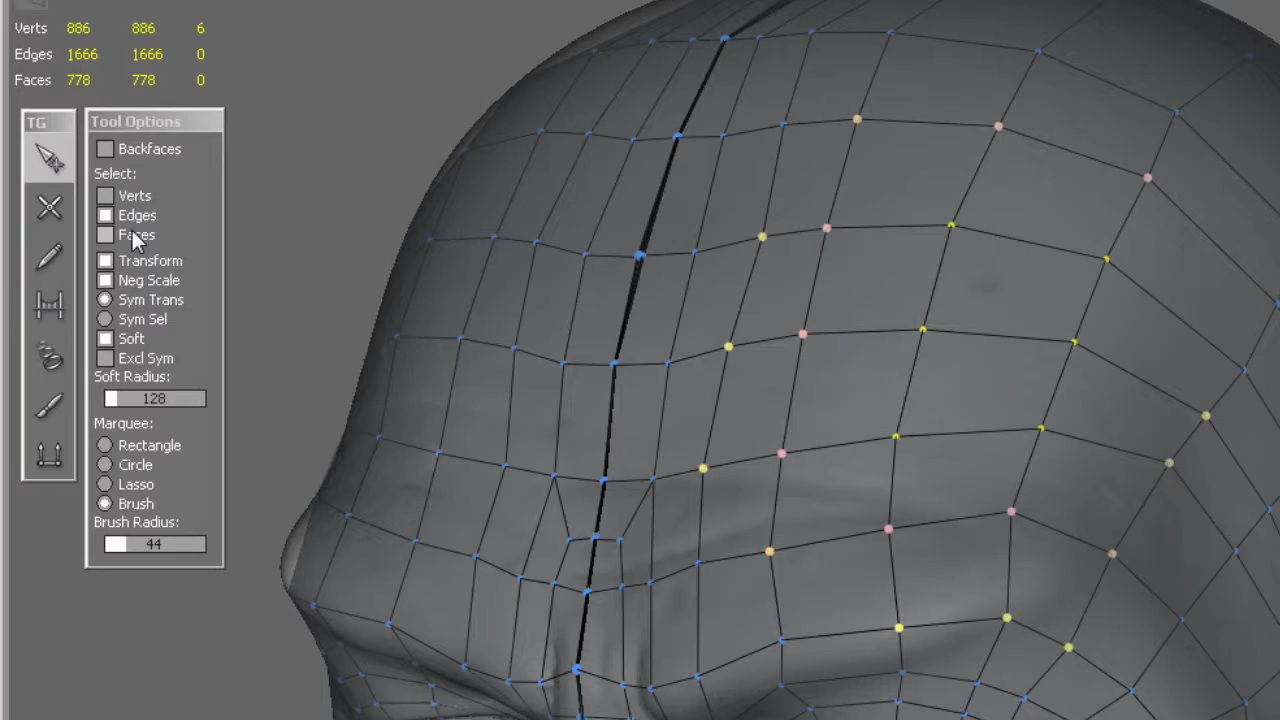 Verts 886 886 6
Edges 1666 1666 0
Faces 778 778 0
TG
Tool Options
Backfaces
Select:
Verts
Edges
Faces
Transform
Neg Scale
Sym Trans
Sym Sel
Soft
Excl Sym
Soft Radius:
128
Marquee:
Rectangle
Circle
Lasso
Brush
Brush Radius:
44